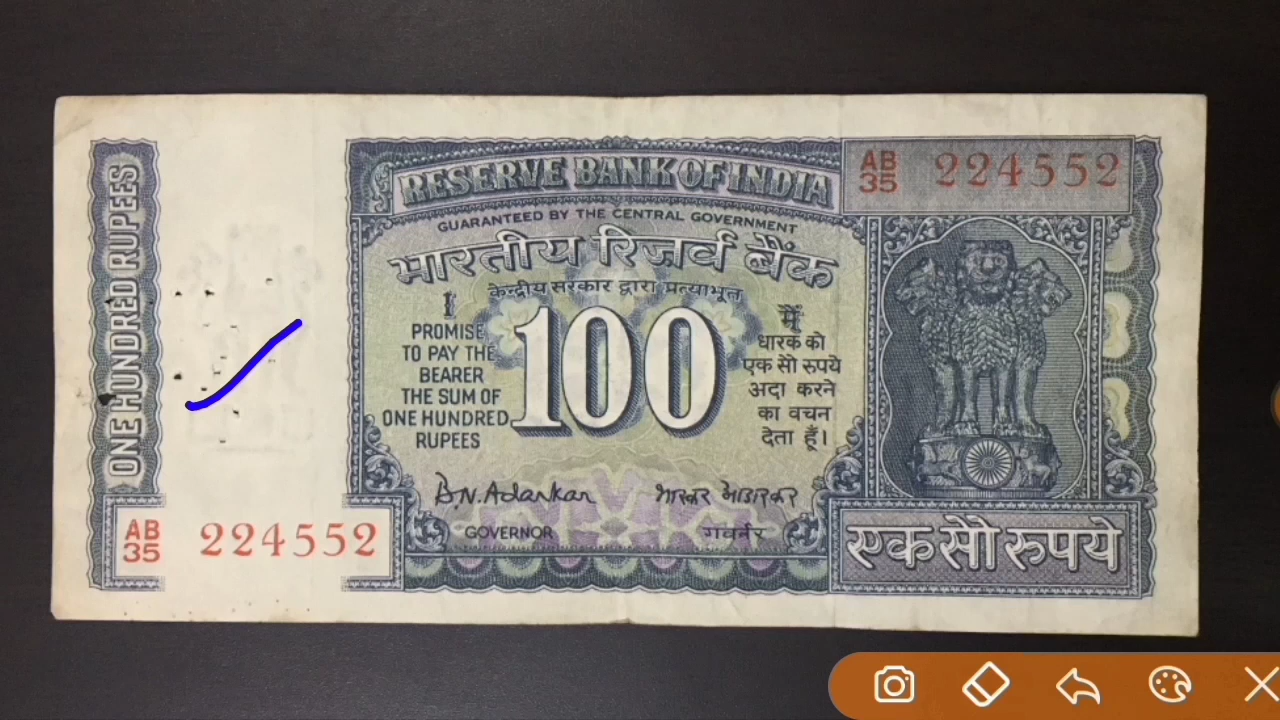 ONE HUNDRED RUPEES
RESERVE BANK OF INDIA
AB
35
224552
GUARANTEED BY THE CENTRAL GOVERNMENT
भारतीय रिजर्व बैंक
केन्द्रीय सरकार द्वारा प्रत्याभूत
I
PROMISE
TO PAY THE
BEARER
THE SUM OF
ONE HUNDRED
RUPEES
100
मैं
धारक को
एक सौ रुपये
अदा करने
का वचन
देता हूँ।
B.N. Adarkar
भास्कर आडारकर
GOVERNOR
गवर्नर
AB
35
224552
एक सौ रुपये